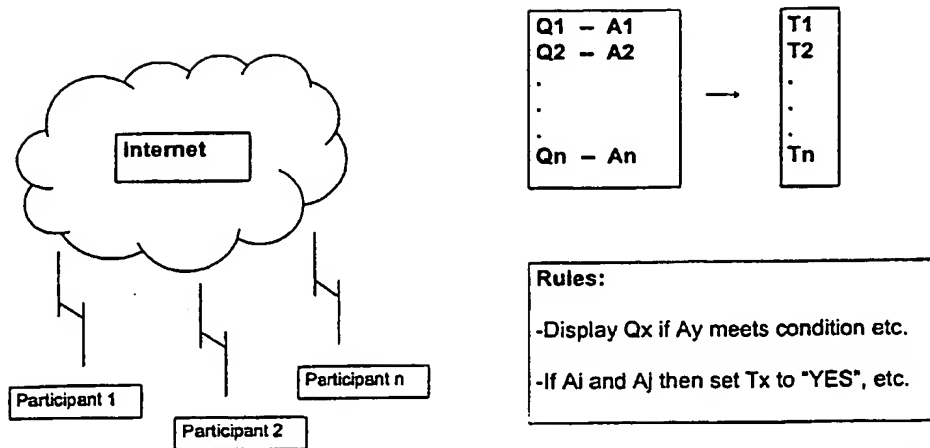 Internet
Participant 1
Participant 2
Participant n
Q1 – A1
Q2 – A2
.
.
.
Qn – An
T1
T2
.
.
.
Tn
Rules:
-Display Qx if Ay meets condition etc.
-If Ai and Aj then set Tx to "YES", etc.